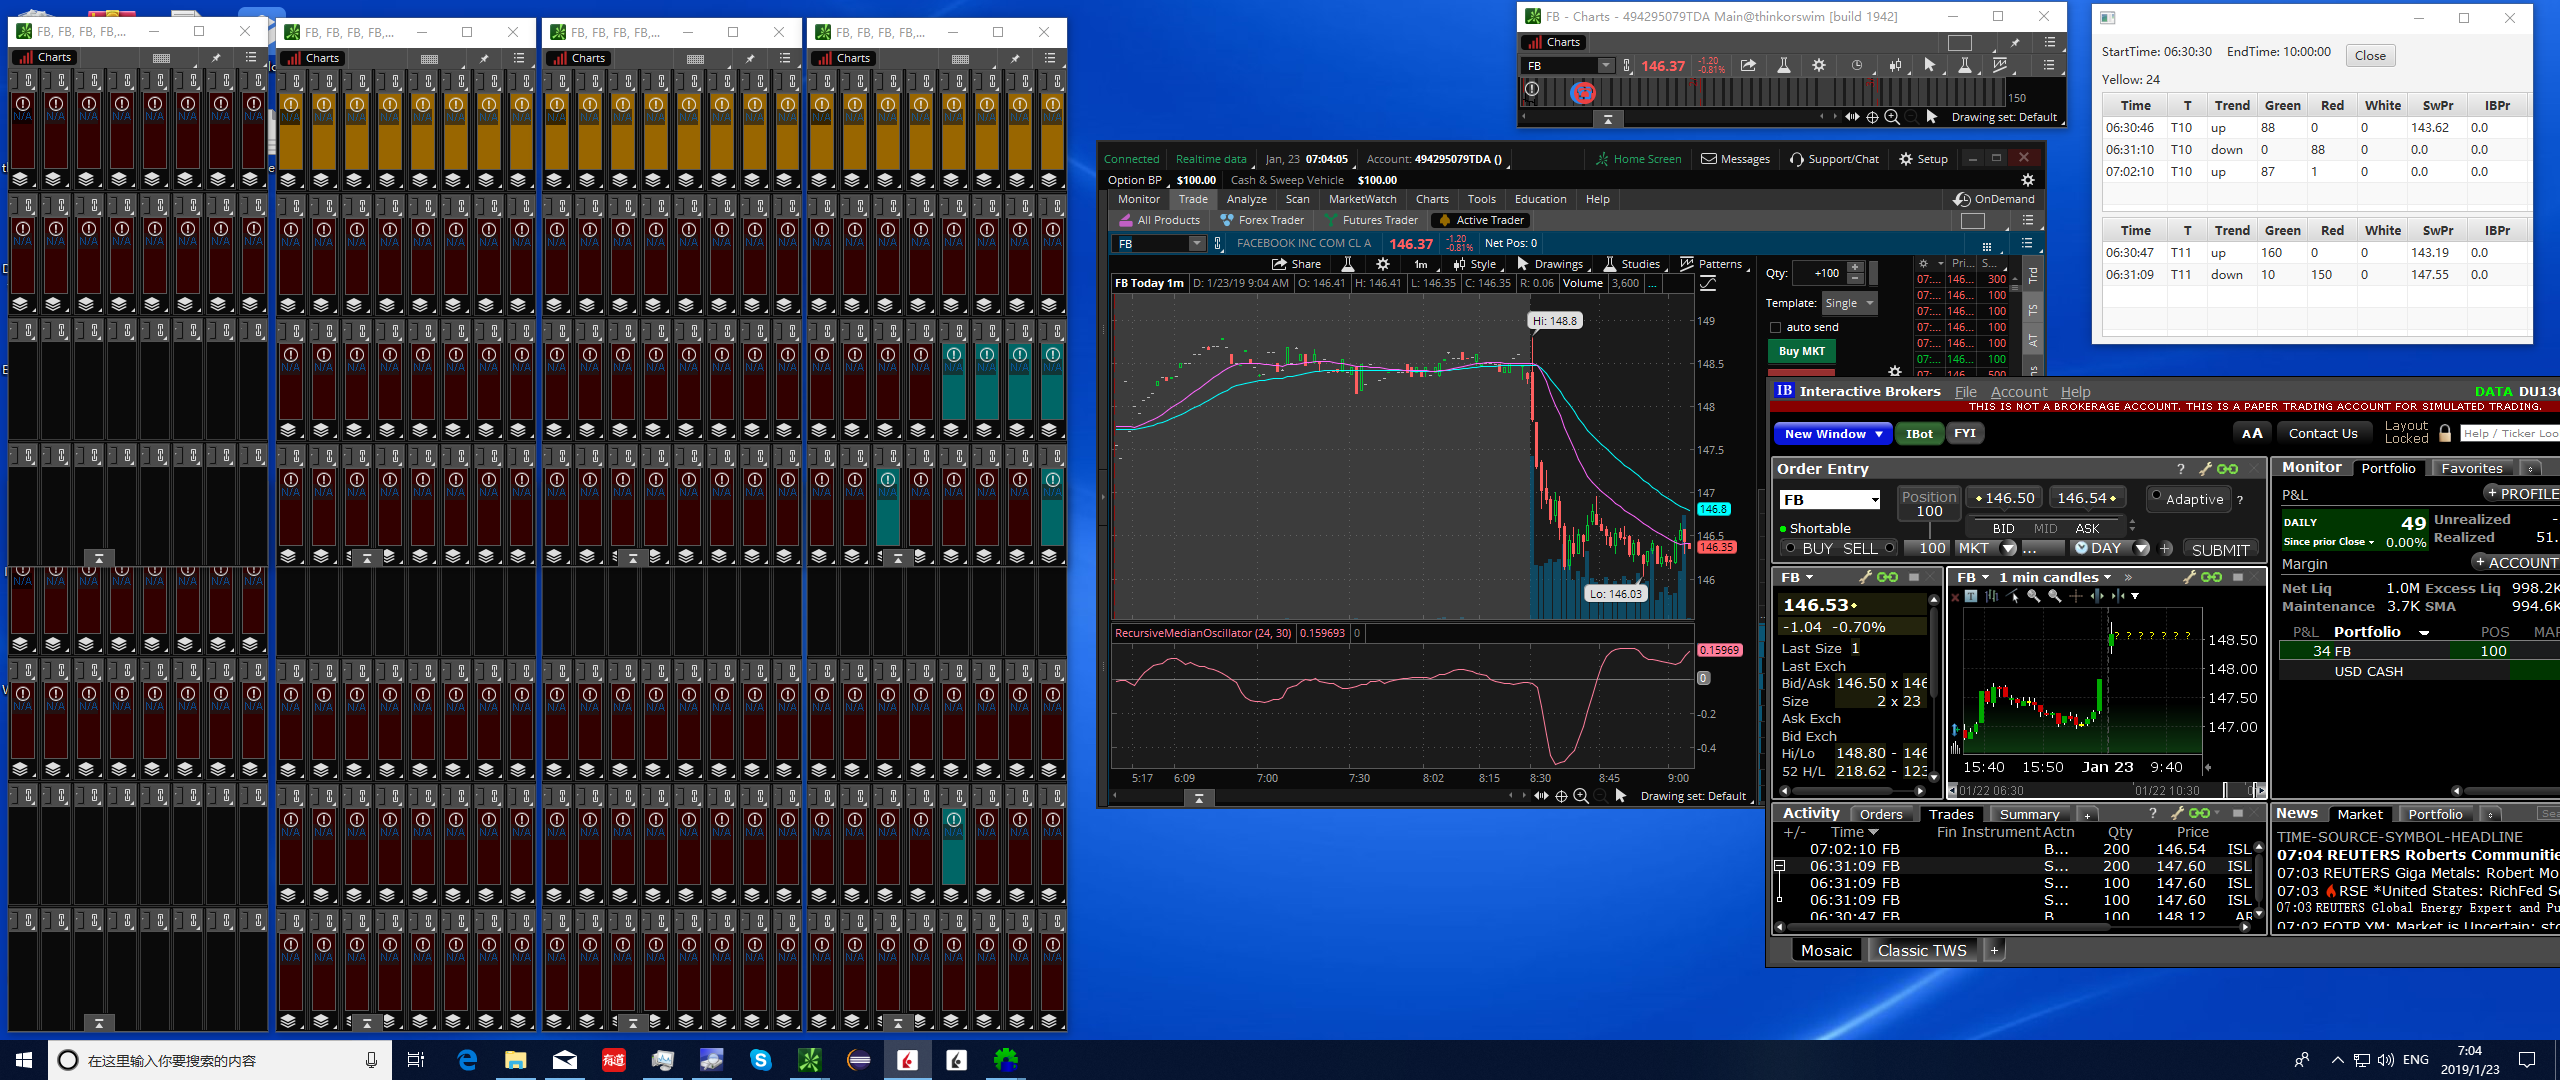 FB, FB, FB, FB,...
Charts
FB, FB, FB, FB,...
Charts
FB, FB, FB, FB,...
Charts
FB, FB, FB, FB,...
Charts
N/A
FB - Charts - 494295079TDA Main@thinkorswim [build 1942]
Charts
FB 146.37 -1.20 -0.81%
150
Drawing set: Default
StartTime: 06:30:30 EndTime: 10:00:00 Close
Yellow: 24
Time T Trend Green Red White SwPr IBPr
06:30:46 T10 up 88 0 0 143.62 0.0
06:31:10 T10 down 0 88 0 0.0 0.0
07:02:10 T10 up 87 1 0 0.0 0.0
Time T Trend Green Red White SwPr IBPr
06:30:47 T11 up 160 0 0 143.19 0.0
06:31:09 T11 down 10 150 0 147.55 0.0
Connected Realtime data Jan, 23 07:04:05 Account: 494295079TDA () Home Screen Messages Support/Chat Setup
Option BP $100.00 Cash & Sweep Vehicle $100.00
Monitor Trade Analyze Scan MarketWatch Charts Tools Education Help OnDemand
All Products Forex Trader Futures Trader Active Trader
FB FACEBOOK INC COM CL A 146.37 -1.20 -0.81% Net Pos: 0
Share 1m Style Drawings Studies Patterns
FB Today 1m D: 1/23/19 9:04 AM O: 146.41 H: 146.41 L: 146.35 C: 146.35 R: 0.06 Volume 3,600 ...
Hi: 148.8
149
148.5
148
147.5
147
146.8
146.5
146.35
146
Lo: 146.03
RecursiveMedianOscillator (24, 30) 0.159693 0
0.15969
0
-0.2
-0.4
5:17 6:09 7:00 7:30 8:02 8:15 8:30 8:45 9:00
Drawing set: Default
Qty: +100
Template: Single
auto send
Buy MKT
Pri... S...
07:... 146... 300
07:... 146... 100
07:... 146... 100
07:... 146... 100
07:... 146... 100
07:... 146... 100
07:... 146... 500
Trd
TS
AT
IB Interactive Brokers File Account Help DATA DU130
THIS IS NOT A BROKERAGE ACCOUNT. THIS IS A PAPER TRADING ACCOUNT FOR SIMULATED TRADING.
New Window IBot FYI AA Contact Us Layout Locked Help / Ticker Loo
Order Entry
FB Position 100 146.50 146.54 Adaptive ?
BID MID ASK
Shortable
BUY SELL 100 MKT ... DAY + SUBMIT
Monitor Portfolio Favorites
P&L + PROFILE
DAILY 49 Unrealized -
Since prior Close 0.00% Realized 51.
Margin + ACCOUNT
Net Liq 1.0M Excess Liq 998.2K
Maintenance 3.7K SMA 994.6K
P&L Portfolio POS MAR
34 FB 100
USD CASH
FB
146.53
-1.04 -0.70%
Last Size 1
Last Exch
Bid/Ask 146.50 x 146
Size 2 x 23
Ask Exch
Bid Exch
Hi/Lo 148.80 - 146
52 H/L 218.62 - 123
FB 1 min candles »
? ? ? ? ? ? ?
148.50
148.00
147.50
147.00
15:40 15:50 Jan 23 9:40
01/22 06:30 01/22 10:30
Activity Orders Trades Summary +
+/- Time Fin Instrument Actn Qty Price
07:02:10 FB B... 200 146.54 ISL
06:31:09 FB S... 200 147.60 ISL
06:31:09 FB S... 100 147.60 ISL
06:31:09 FB S... 100 147.60 ISL
06:30:47 FB B 100 148.12 AR
Mosaic Classic TWS +
News Market Portfolio
TIME-SOURCE-SYMBOL-HEADLINE
07:04 REUTERS Roberts Communitie
07:03 REUTERS Giga Metals: Robert Mo
07:03 RSE *United States: RichFed Se
07:03 REUTERS Global Energy Expert and Pu
07:02 FOTP YM: Market is Uncertain: sto
在这里输入你要搜索的内容
有道
ENG
7:04
2019/1/23